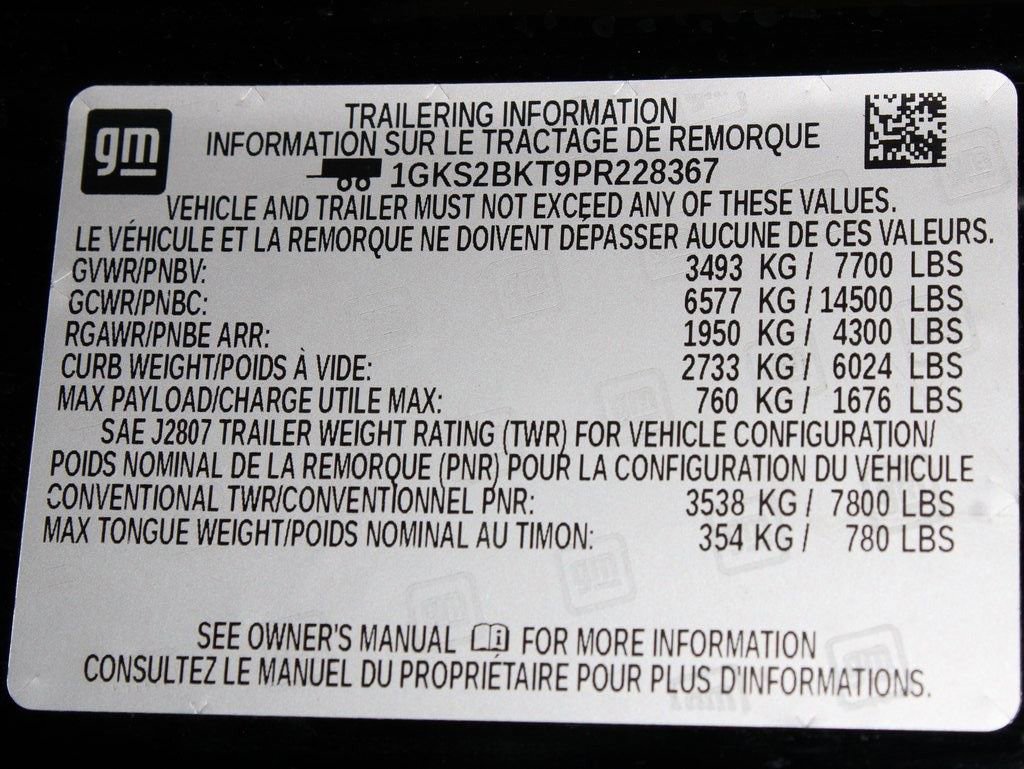 gm
TRAILERING INFORMATION
INFORMATION SUR LE TRACTAGE DE REMORQUE
1GKS2BKT9PR228367
VEHICLE AND TRAILER MUST NOT EXCEED ANY OF THESE VALUES.
LE VÉHICULE ET LA REMORQUE NE DOIVENT DÉPASSER AUCUNE DE CES VALEURS.
GVWR/PNBV: 3493 KG / 7700 LBS
GCWR/PNBC: 6577 KG / 14500 LBS
RGAWR/PNBE ARR: 1950 KG / 4300 LBS
CURB WEIGHT/POIDS À VIDE: 2733 KG / 6024 LBS
MAX PAYLOAD/CHARGE UTILE MAX: 760 KG / 1676 LBS
SAE J2807 TRAILER WEIGHT RATING (TWR) FOR VEHICLE CONFIGURATION/
POIDS NOMINAL DE LA REMORQUE (PNR) POUR LA CONFIGURATION DU VÉHICULE
CONVENTIONAL TWR/CONVENTIONNEL PNR: 3538 KG / 7800 LBS
MAX TONGUE WEIGHT/POIDS NOMINAL AU TIMON: 354 KG / 780 LBS
SEE OWNER'S MANUAL FOR MORE INFORMATION
CONSULTEZ LE MANUEL DU PROPRIÉTAIRE POUR PLUS D'INFORMATIONS.